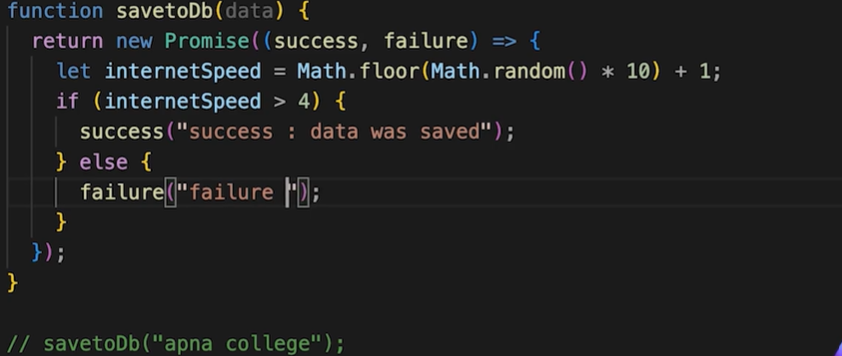 function savetoDb(data) {
return new Promise((success, failure) => {
let internetSpeed = Math.floor(Math.random() * 10) + 1;
if (internetSpeed > 4) {
success("success : data was saved");
} else {
failure("failure ");
}
});
}
// savetoDb("apna college");